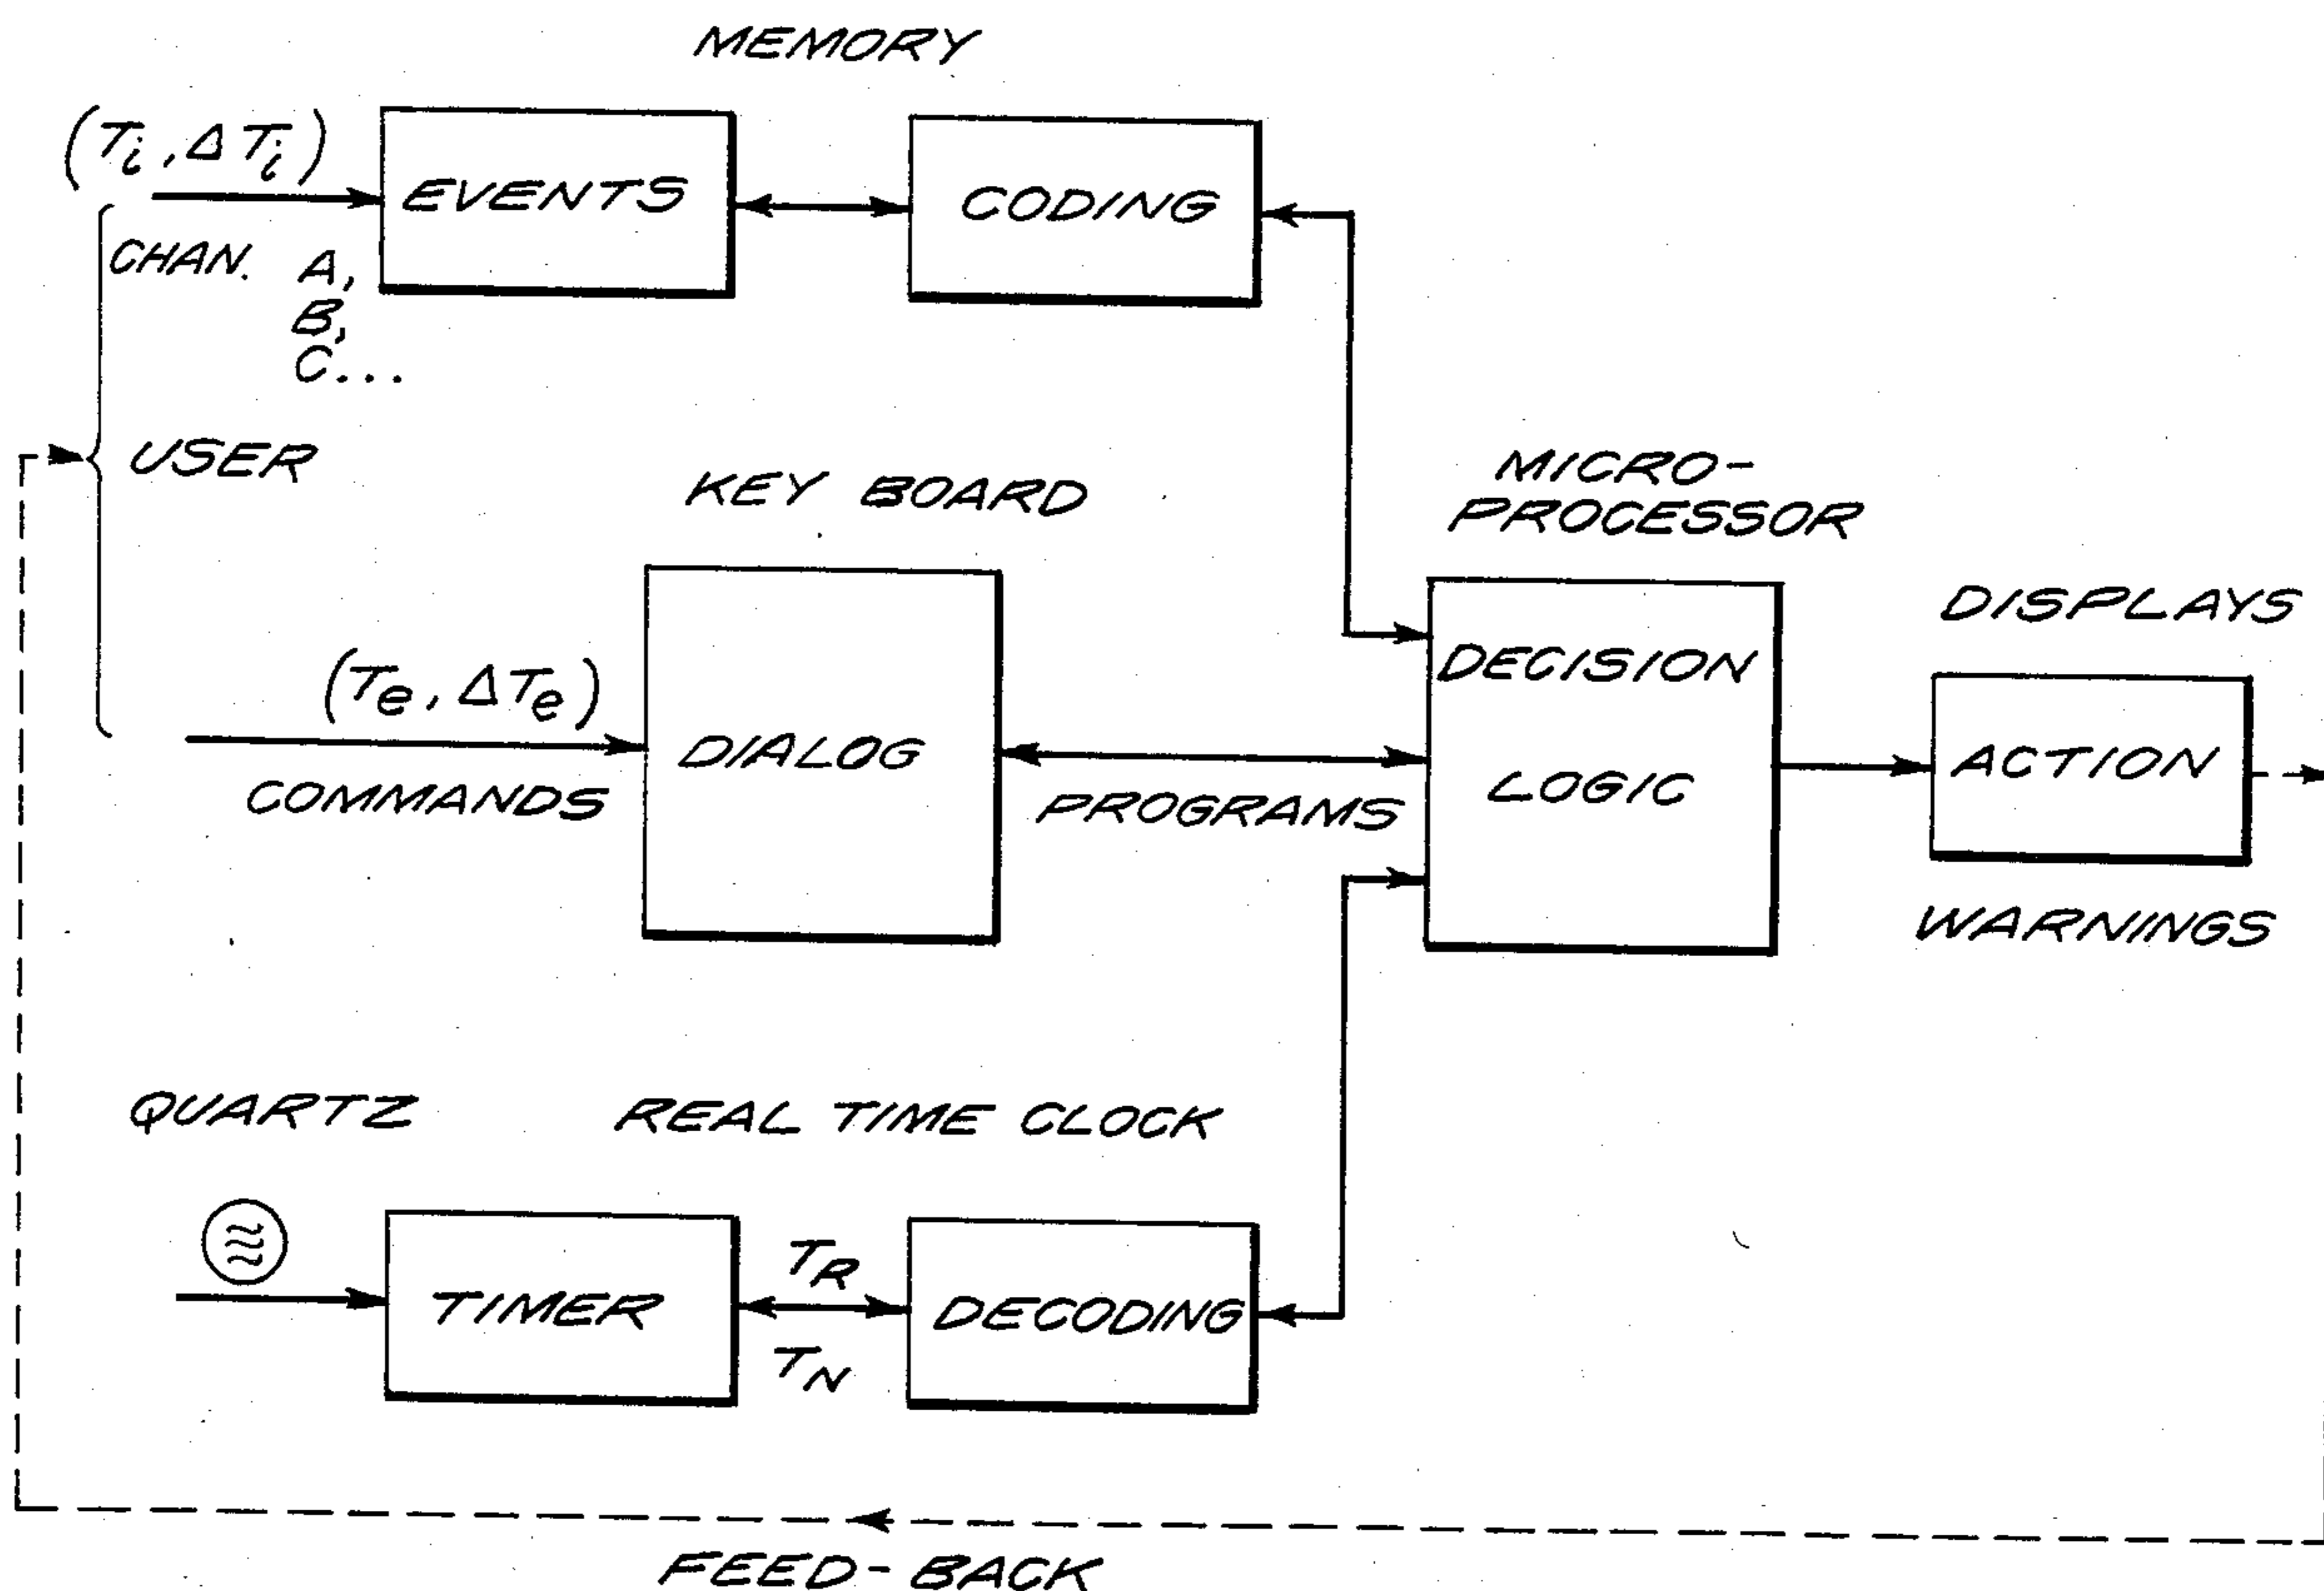 MEMORY
(Ti, ΔTi)
EVENTS
CODING
CHAN. A,
B,
C...
USER
KEY BOARD
MICRO-
PROCESSOR
DISPLAYS
(Te, ΔTe)
DECISION
DIALOG
LOGIC
ACTION
COMMANDS
PROGRAMS
WARNINGS
QUARTZ
REAL TIME CLOCK
TIMER
TR
TN
DECODING
FEED-BACK